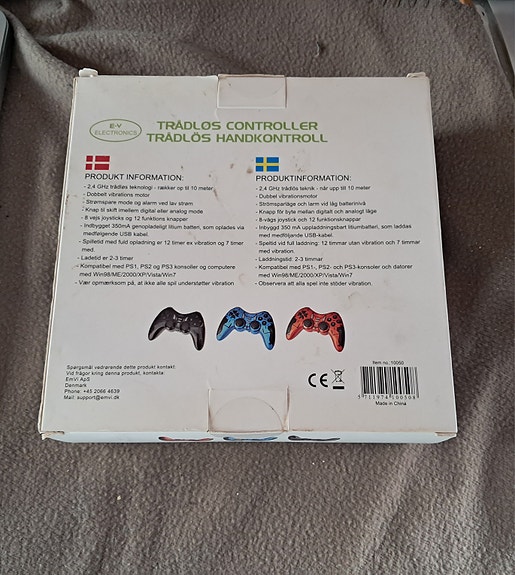 E-V
ELECTRONICS
TRÅDLØS CONTROLLER
TRÅDLÖS HANDKONTROLL
PRODUKT INFORMATION:
- 2,4 GHz trådløs teknologi - rækker op til 10 meter
- Dobbelt vibrations motor
- Strømspare mode og alarm ved lav strøm
- Knap til skift imellem digital eller analog mode
- 8 vejs joysticks og 12 funktions knapper
- Indbygget 350mA genopladeligt litium batteri, som oplades via
medfølgende USB kabel.
- Spilletid med fuld opladning er 12 timer ex vibration og 7 timer
med.
- Ladetid er 2-3 timer
- Kompatibel med PS1, PS2 og PS3 konsoller og computere
med Win98/ME/2000/XP/Vista/Win7
- Vær opmærksom på, at ikke alle spil understøtter vibration
PRODUKTINFORMATION:
- 2,4 GHz trådlös teknik - når upp till 10 meter
- Dubbel vibrationsmotor
- Strömsparläge och larm vid låg batterinivå
- Knapp för byte mellan digitalt och analogt läge
- 8-vägs joystick och 12 funktionsknappar
- Inbyggd 350 mA uppladdningsbart litiumbatteri, som laddas
med medföljande USB-kabel.
- Speltid vid full laddning: 12 timmar utan vibration och 7 timmar
med vibration.
- Laddningstid: 2-3 timmar
- Kompatibel med PS1-, PS2- och PS3-konsoler och datorer
med Win98/ME/2000/XP/Vista/Win7
- Observera att alla spel inte stöder vibration.
Spørgsmål vedrørende dette produkt, kontakt:
Vid frågor kring denna produkt, kontakta:
EmVi ApS
Denmark
Phone: +45 2066 4639
Mail: support@emvi.dk
Item no. 10050
CE
5 711974 100508
Made in China